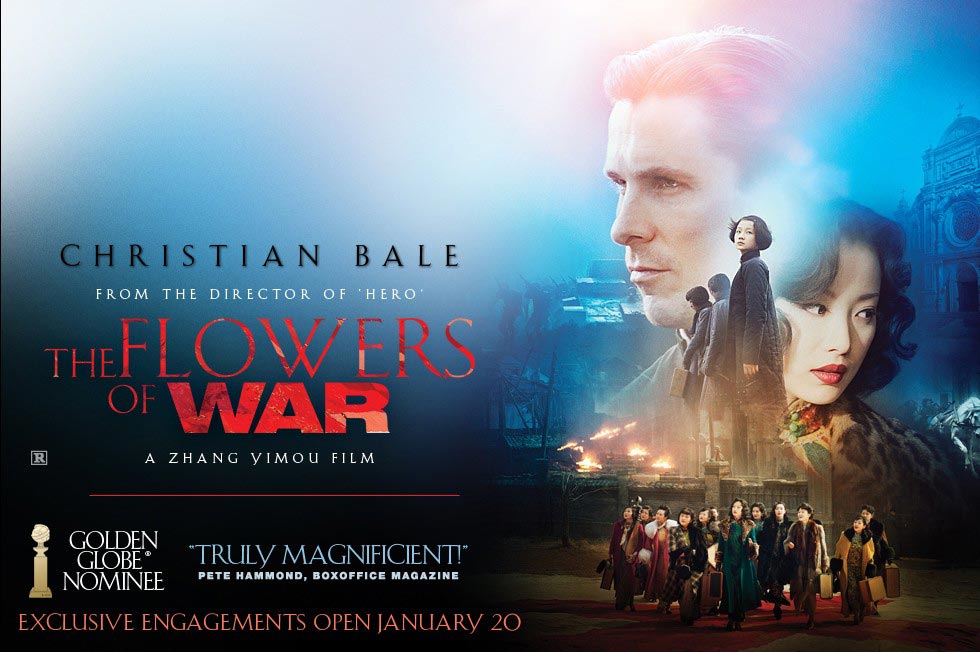 CHRISTIAN BALE
FROM THE DIRECTOR OF 'HERO'
THE FLOWERS
OF WAR
R
A ZHANG YIMOU FILM
GOLDEN
GLOBE®
NOMINEE
"TRULY MAGNIFICIENT!"
PETE HAMMOND, BOXOFFICE MAGAZINE
EXCLUSIVE ENGAGEMENTS OPEN JANUARY 20